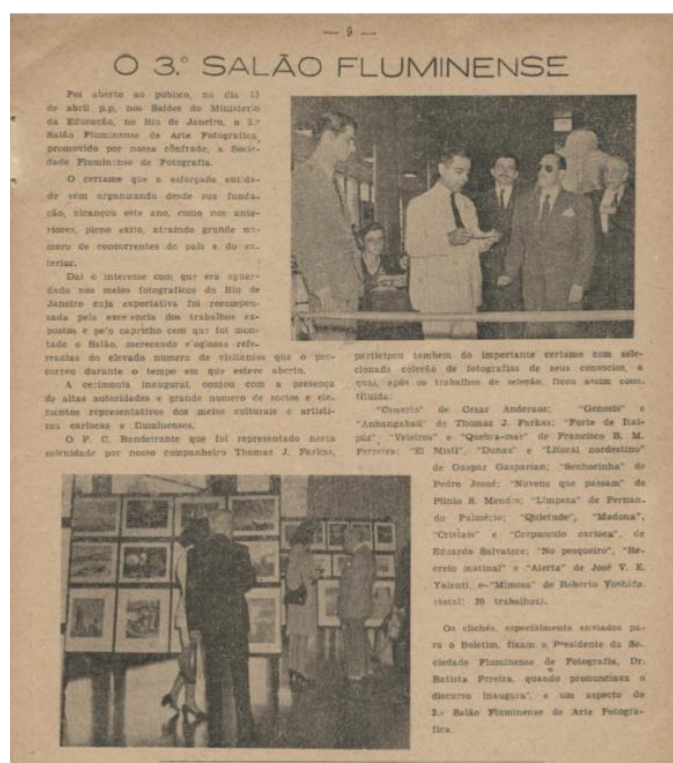 — 9 —
O 3.º SALÃO FLUMINENSE
Foi aberto ao público, no dia 15
de abril p.p, nos Salões do Ministerio
da Educação, no Rio de Janeiro, o 3.º
Salão Fluminense de Arte Fotografica,
promovido por nossa cônfrade, a Socie-
dade Fluminense de Fotografia.
O certame que a esforçada entida-
de vem organizando desde sua funda-
ção, alcançou este ano, como nos ante-
riores, pleno exito, atraindo grande nu-
mero de concorrentes do país e do ex-
terior.
Daí o interesse com que era aguar-
dado nos meios fotograficos do Rio de
Janeiro cuja expectativa foi recompen-
sada pela excelencia dos trabalhos ex-
postos e pelo capricho com que foi mon-
tado o Salão, merecendo elogiosas refe-
rencias do elevado numero de visitantes que o per-
correu durante o tempo em que esteve aberto.
A cerimonia inaugural, contou com a presença
de altas autoridades e grande numero de socios e ele-
mentos representativos dos meios culturais e artisti-
cos cariocas e fluminenses.
O F. C. Bandeirante que foi representado nesta
solenidade por nosso companheiro Thomaz J. Farkas,
participou tambem do importante certame com sele-
cionada coleção de fotografias de seus consocios, a
qual, após os trabalhos de seleção, ficou assim cons-
tituida:
"Cenario" de Cesar Anderaos; "Genesis" e
"Anhangabaú" de Thomaz J. Farkas; "Forte de Itai-
pís", "Veleiros" e "Quebra-mar" de Francisco B. M.
Ferreira; "El Misti", "Dunas" e "Litoral nordestino"
de Gaspar Gasparian; "Senhorinha" de
Pedro Josué; "Nuvens que passam" de
Plinio S. Mendes; "Limpeza" de Fernan-
do Palmério; "Quietude", "Madona",
"Cristais" e "Crepusculo carioca", de
Eduardo Salvatore; "No pesqueiro", "Re-
creio matinal" e "Alerta" de José V. E.
Yalenti, e "Mimosa" de Roberto Yoshida.
(total: 20 trabalhos).
Os clichés, especialmente enviados pa-
ra o Boletim, fixam o Presidente da So-
ciedade Fluminense de Fotografia, Dr.
Batista Pereira, quando pronunciava o
discurso inaugural, e um aspecto do
3.º Salão Fluminense de Arte Fotográ-
fica.